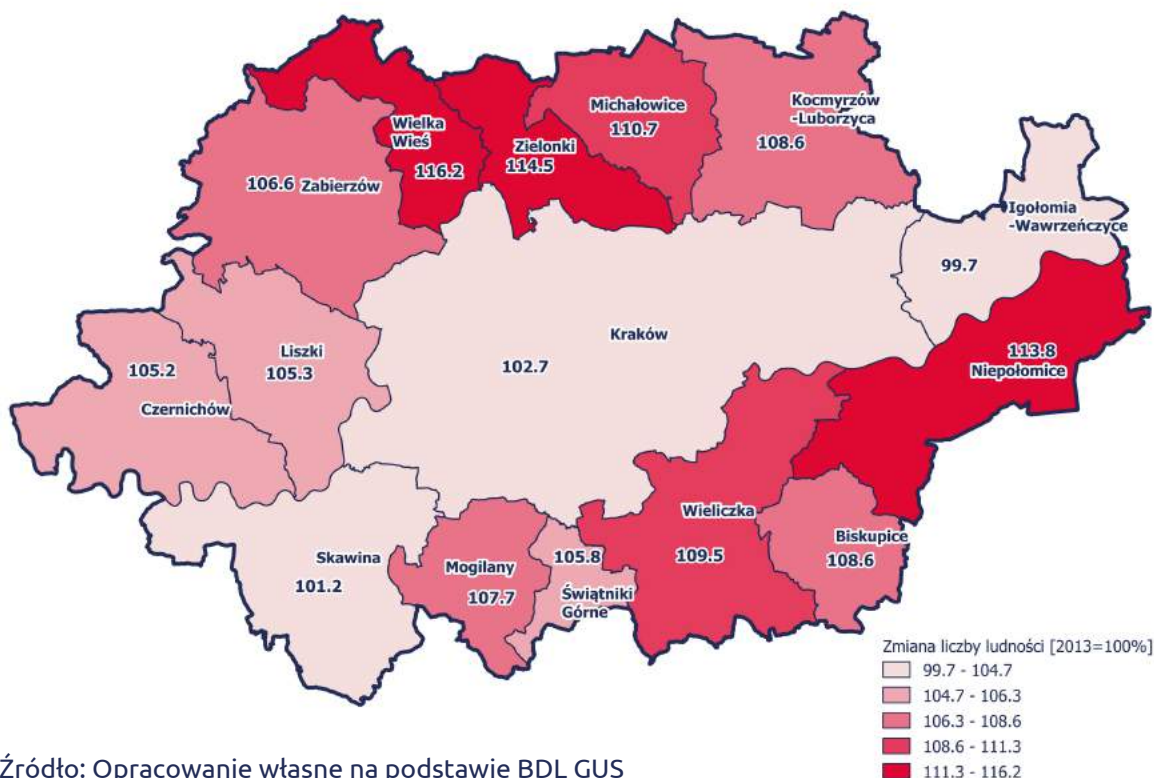 Michałowice
110.7
Kocmyrzów
-Luborzyca
108.6
Wielka
Wieś
116.2
Zielonki
114.5
106.6 Zabierzów
Igołomia
-Wawrzeńczyce
99.7
Kraków
102.7
Liszki
105.3
105.2
Czernichów
113.8
Niepołomice
Wieliczka
109.5
Biskupice
108.6
Skawina
101.2
Mogilany
107.7
105.8
Świątniki
Górne
Zmiana liczby ludności [2013=100%]
99.7 - 104.7
104.7 - 106.3
106.3 - 108.6
108.6 - 111.3
111.3 - 116.2
Źródło: Opracowanie własne na podstawie BDL GUS